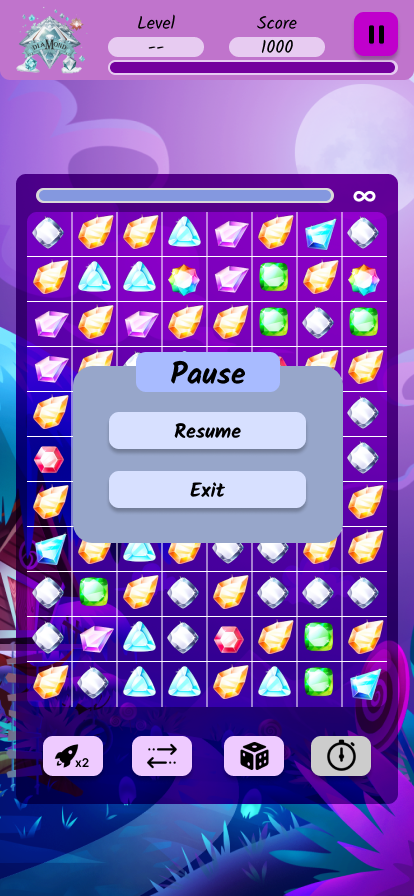 Level
Score
--
1000
DIAMOND
∞
Pause
Resume
Exit
x2